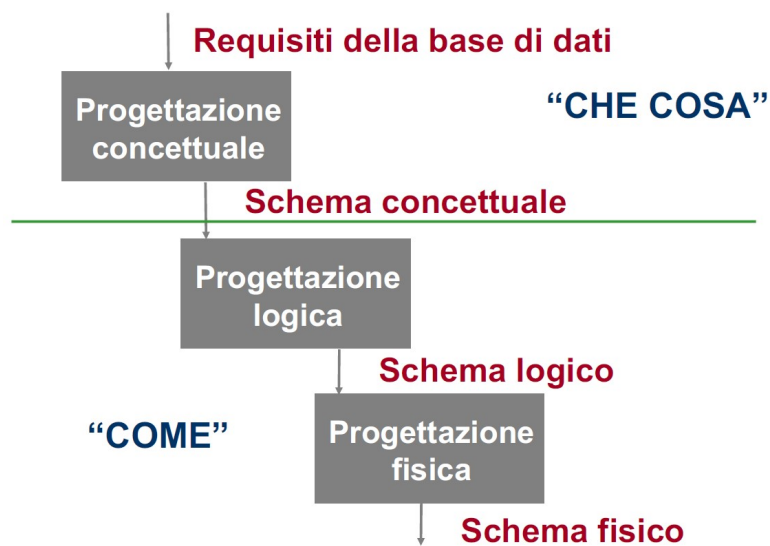 Requisiti della base di dati
Progettazione
concettuale
“CHE COSA”
Schema concettuale
Progettazione
logica
Schema logico
“COME”
Progettazione
fisica
Schema fisico